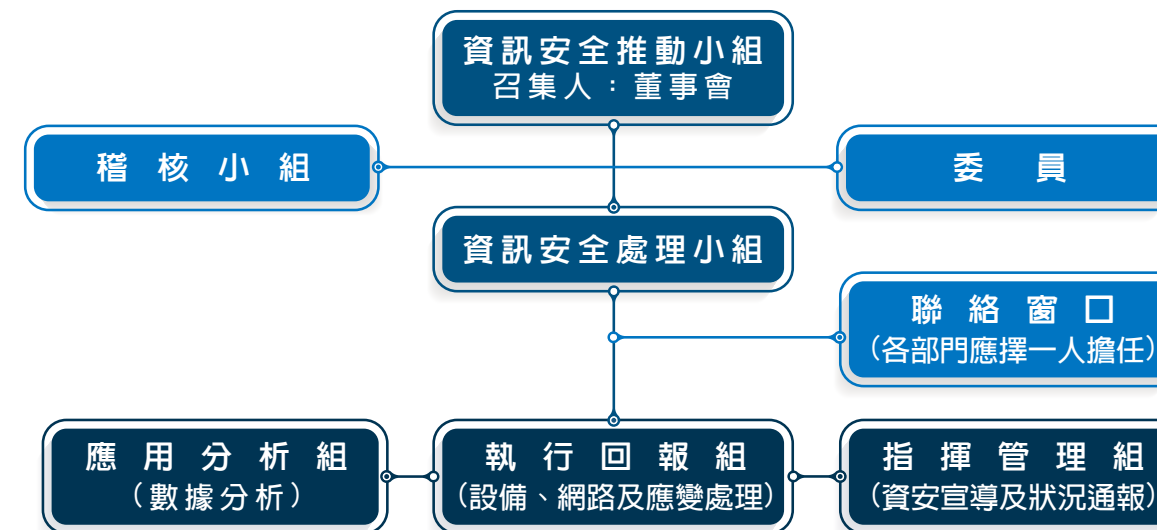 資訊安全推動小組
召集人：董事會
稽核小組
委員
資訊安全處理小組
聯絡窗口
（各部門應擇一人擔任）
應用分析組
（數據分析）
執行回報組
（設備、網路及應變處理）
指揮管理組
（資安宣導及狀況通報）